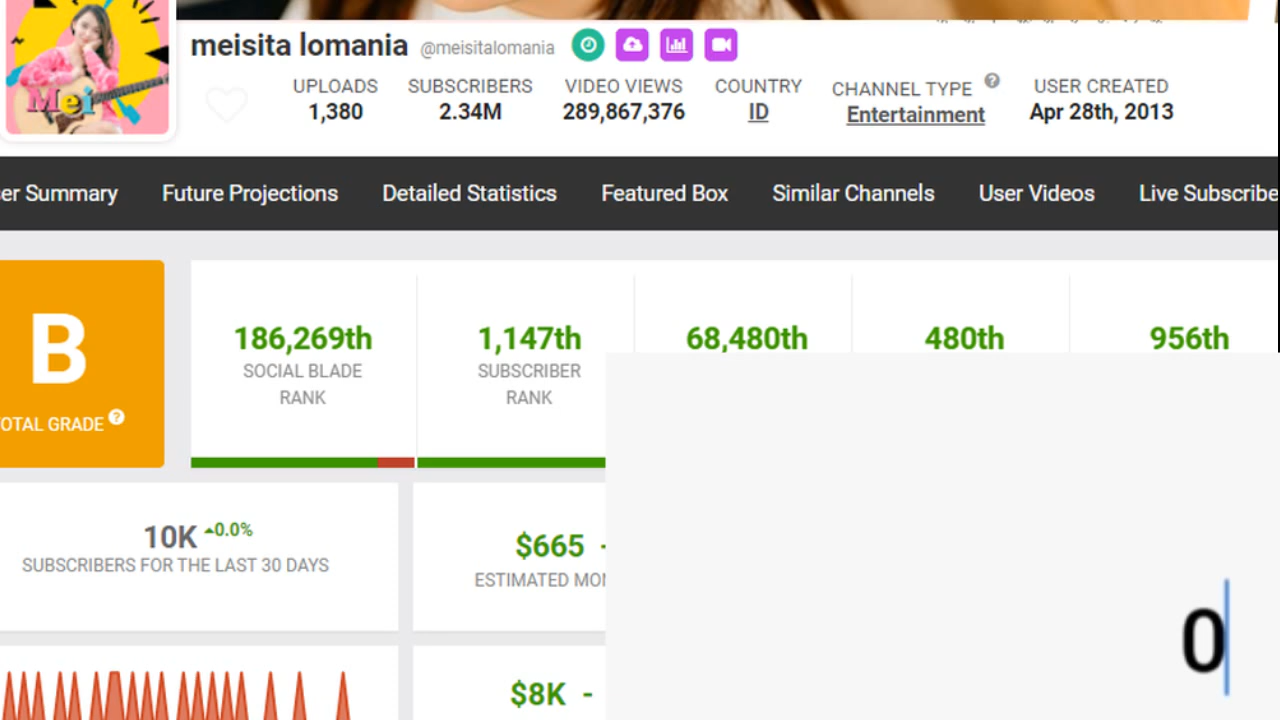 meisita lomania @meisitalomania
UPLOADS SUBSCRIBERS VIDEO VIEWS COUNTRY CHANNEL TYPE ? USER CREATED
1,380 2.34M 289,867,376 ID Entertainment Apr 28th, 2013
Mei
er Summary Future Projections Detailed Statistics Featured Box Similar Channels User Videos Live Subscribe
B
OTAL GRADE ?
186,269th 1,147th 68,480th 480th 956th
SOCIAL BLADE SUBSCRIBER
RANK RANK
10K 0.0%
SUBSCRIBERS FOR THE LAST 30 DAYS
$665 -
ESTIMATED MO
$8K -
0